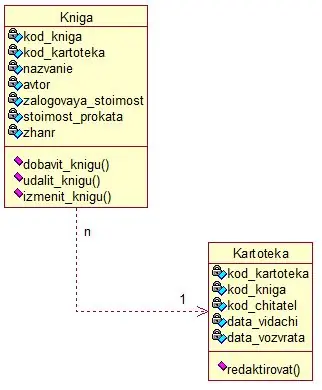 Kniga
kod_kniga
kod_kartoteka
nazvanie
avtor
zalogovaya_stoimost
stoimost_prokata
zhanr
dobavit_knigu()
udalit_knigu()
izmenit_knigu()
n
1
Kartoteka
kod_kartoteka
kod_kniga
kod_chitatel
data_vidachi
data_vozvrata
redaktirovat()